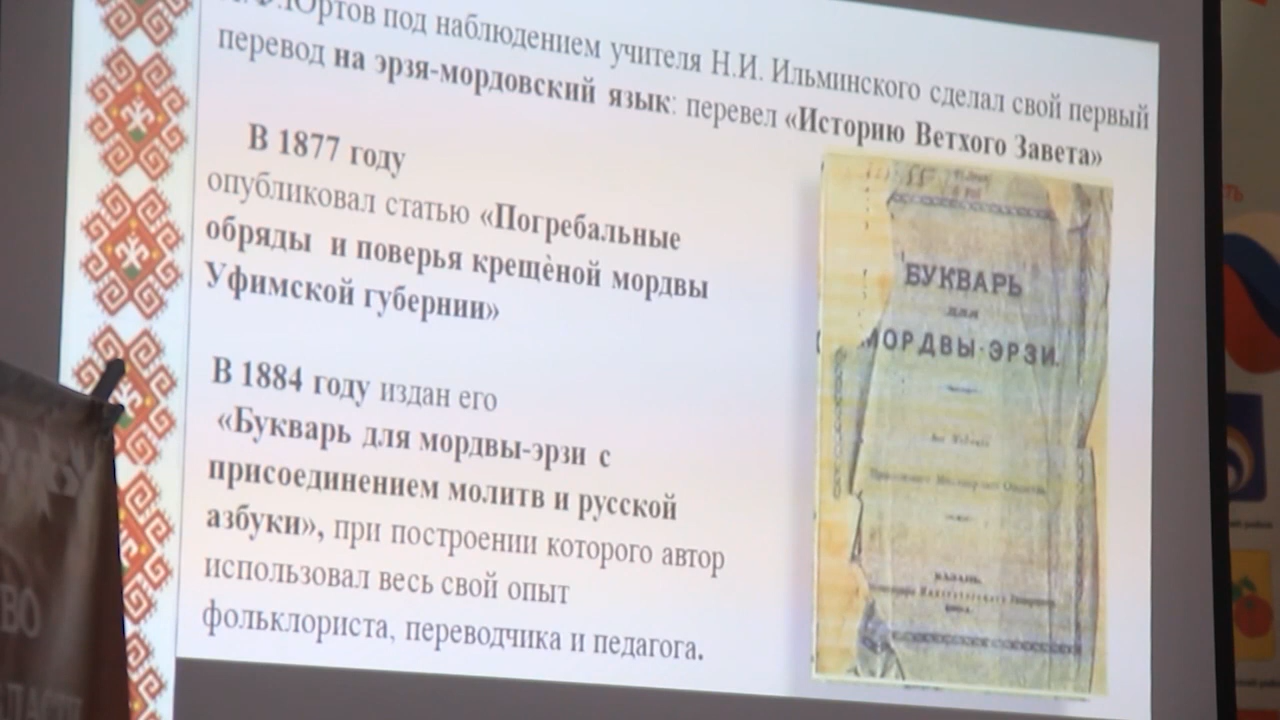 Юртов под наблюдением учителя Н.И. Ильминского сделал свой первый
перевод на эрзя-мордовский язык: перевел «Историю Ветхого Завета»
В 1877 году
опубликовал статью «Погребальные
обряды и поверья крещѐной мордвы
Уфимской губернии»
В 1884 году издан его
«Букварь для мордвы-эрзи с
присоединением молитв и русской
азбуки», при построении которого автор
использовал весь свой опыт
фольклориста, переводчика и педагога.
БУКВАРЬ
для
МОРДВЫ-ЭРЗИ.
КАЗАНЬ.